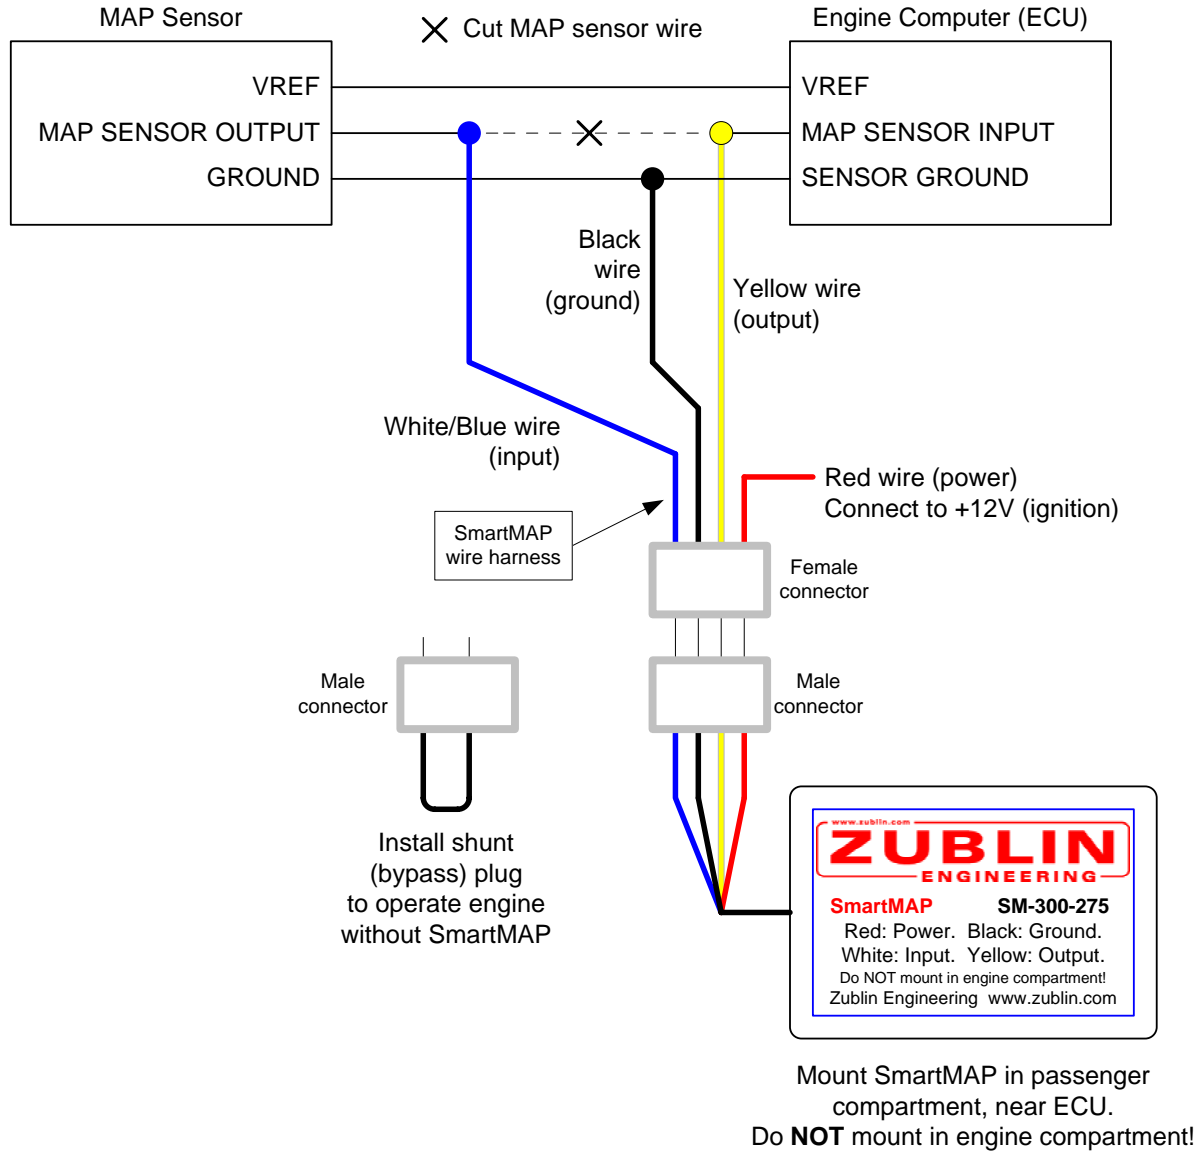 MAP Sensor
Cut MAP sensor wire
Engine Computer (ECU)
VREF
VREF
MAP SENSOR OUTPUT
MAP SENSOR INPUT
GROUND
SENSOR GROUND
Black
wire
(ground)
Yellow wire
(output)
White/Blue wire
(input)
Red wire (power)
Connect to +12V (ignition)
SmartMAP
wire harness
Female
connector
Male
connector
Male
connector
Install shunt
(bypass) plug
to operate engine
without SmartMAP
www.zublin.com
ZUBLIN
ENGINEERING
SmartMAP SM-300-275
Red: Power. Black: Ground.
White: Input. Yellow: Output.
Do NOT mount in engine compartment!
Zublin Engineering www.zublin.com
Mount SmartMAP in passenger
compartment, near ECU.
Do NOT mount in engine compartment!